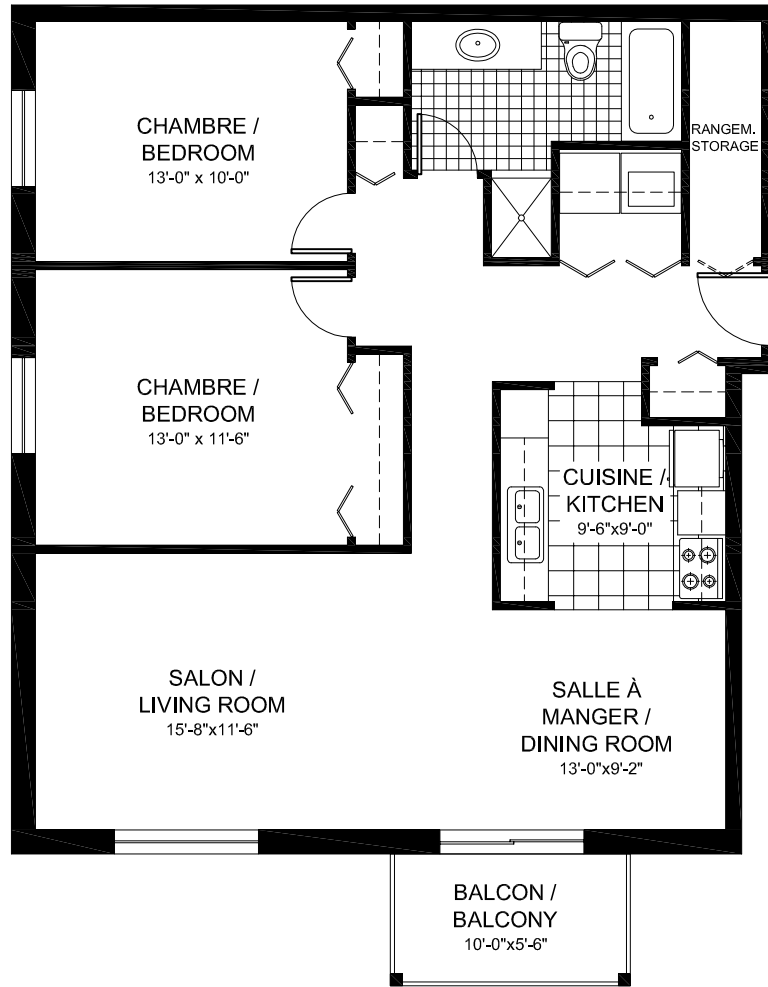 CHAMBRE /
BEDROOM
13'-0" x 10'-0"
RANGEM.
STORAGE
CHAMBRE /
BEDROOM
13'-0" x 11'-6"
CUISINE /
KITCHEN
9'-6"x9'-0"
SALON /
LIVING ROOM
15'-8"x11'-6"
SALLE À
MANGER /
DINING ROOM
13'-0"x9'-2"
BALCON /
BALCONY
10'-0"x5'-6"